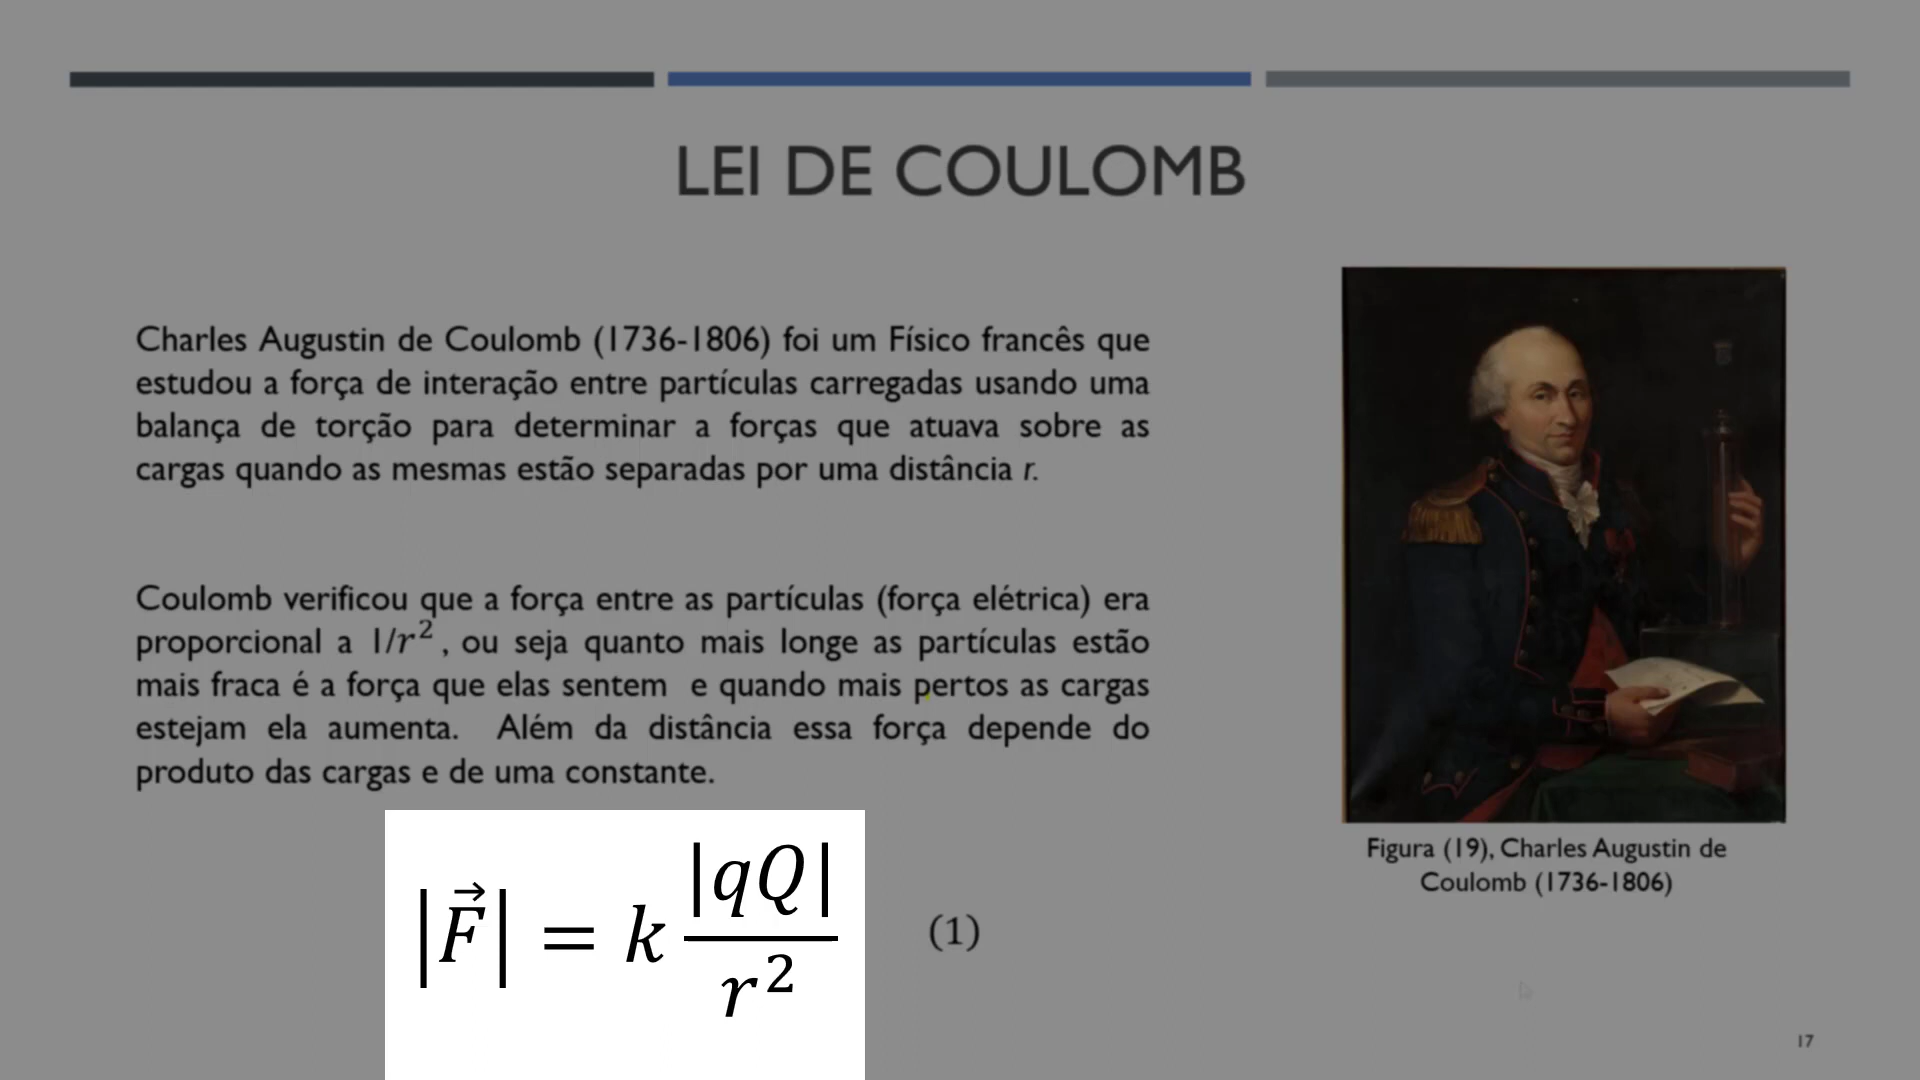 LEI DE COULOMB
Charles Augustin de Coulomb (1736-1806) foi um Físico francês que
estudou a força de interação entre partículas carregadas usando uma
balança de torção para determinar a forças que atuava sobre as
cargas quando as mesmas estão separadas por uma distância r.
Coulomb verificou que a força entre as partículas (força elétrica) era
proporcional a 1/r², ou seja quanto mais longe as partículas estão
mais fraca é a força que elas sentem e quando mais pertos as cargas
estejam ela aumenta. Além da distância essa força depende do
produto das cargas e de uma constante.
|F⃗| = k |qQ| / r² (1)
Figura (19), Charles Augustin de
Coulomb (1736-1806)
17